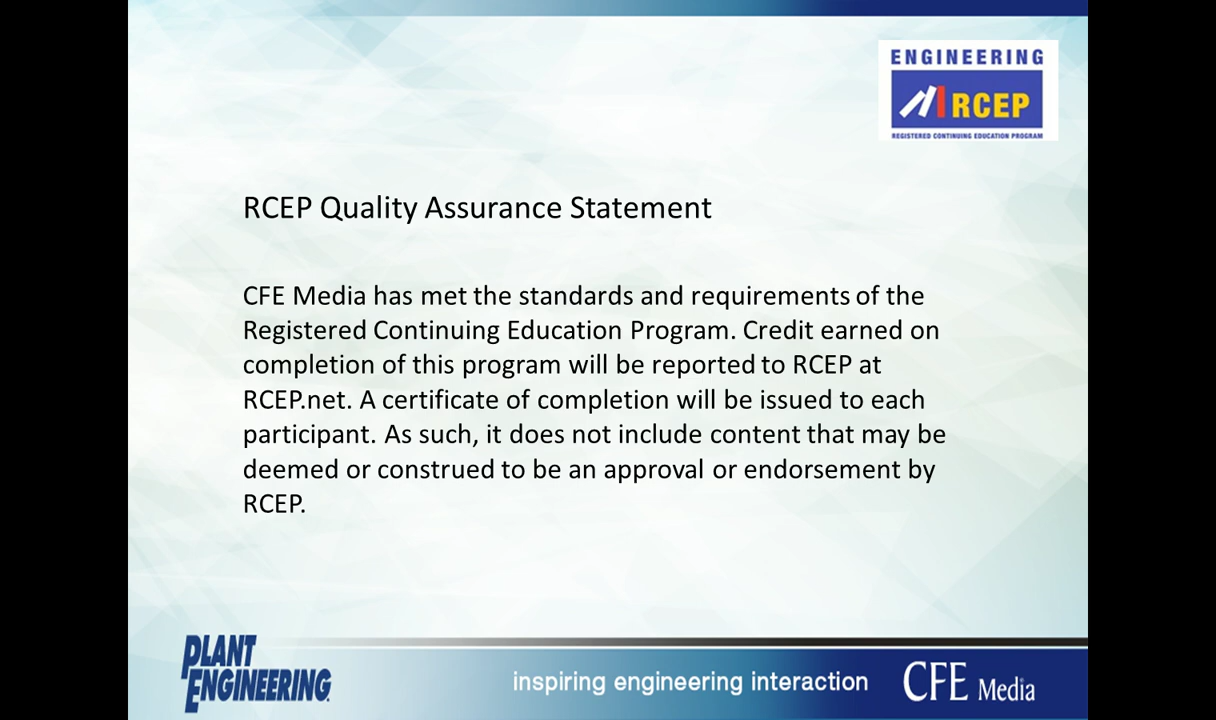 ENGINEERING
RCEP
REGISTERED CONTINUING EDUCATION PROGRAM
RCEP Quality Assurance Statement
CFE Media has met the standards and requirements of the
Registered Continuing Education Program. Credit earned on
completion of this program will be reported to RCEP at
RCEP.net. A certificate of completion will be issued to each
participant. As such, it does not include content that may be
deemed or construed to be an approval or endorsement by
RCEP.
PLANT
ENGINEERING
inspiring engineering interaction
CFE Media